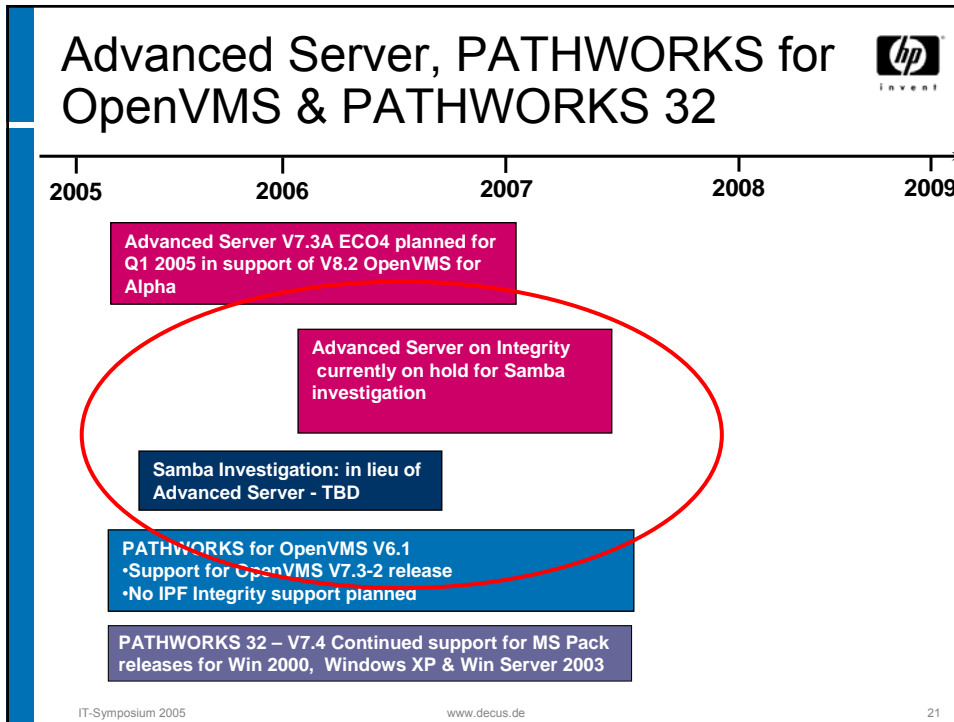 Advanced Server, PATHWORKS for
OpenVMS & PATHWORKS 32
hp
invent
2005 2006 2007 2008 2009
Advanced Server V7.3A ECO4 planned for
Q1 2005 in support of V8.2 OpenVMS for
Alpha
Advanced Server on Integrity
currently on hold for Samba
investigation
Samba Investigation: in lieu of
Advanced Server - TBD
PATHWORKS for OpenVMS V6.1
•Support for OpenVMS V7.3-2 release
•No IPF Integrity support planned
PATHWORKS 32 – V7.4 Continued support for MS Pack
releases for Win 2000, Windows XP & Win Server 2003
IT-Symposium 2005 www.decus.de 21